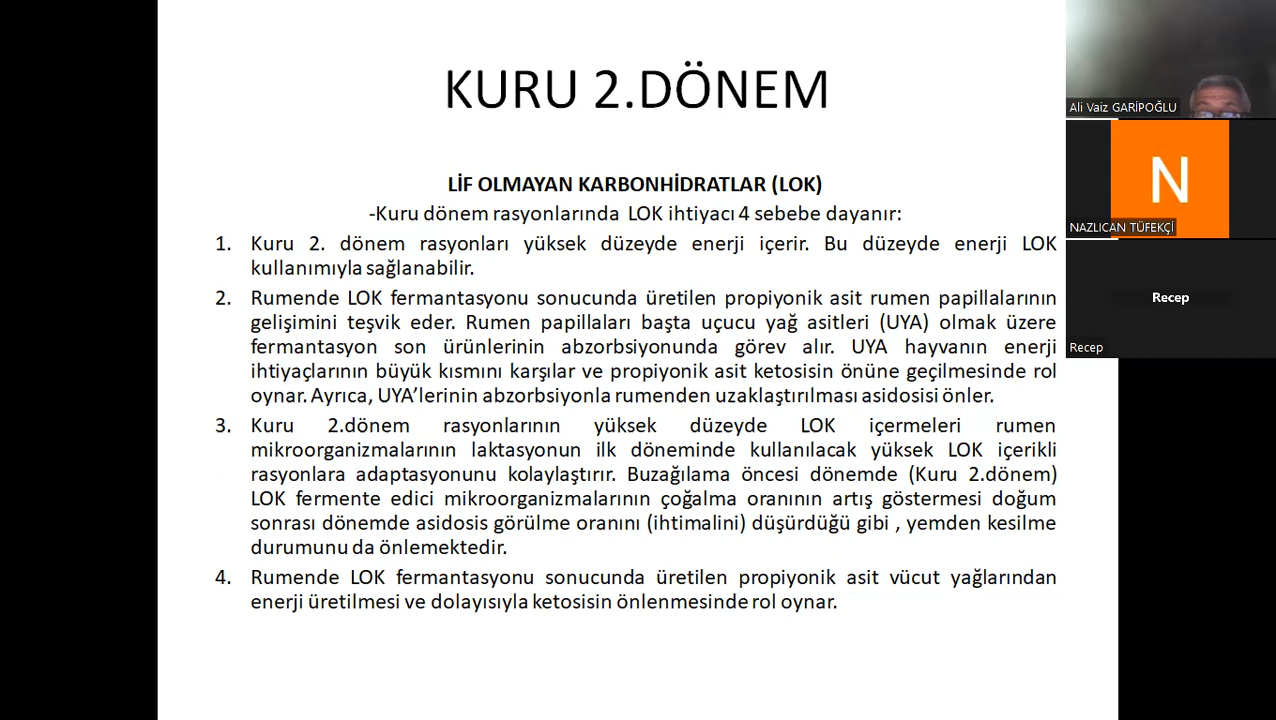 KURU 2.DÖNEM
LİF OLMAYAN KARBONHİDRATLAR (LOK)
-Kuru dönem rasyonlarında LOK ihtiyacı 4 sebebe dayanır:
1. Kuru 2. dönem rasyonları yüksek düzeyde enerji içerir. Bu düzeyde enerji LOK
kullanımıyla sağlanabilir.
2. Rumende LOK fermantasyonu sonucunda üretilen propiyonik asit rumen papillalarının
gelişimini teşvik eder. Rumen papillaları başta uçucu yağ asitleri (UYA) olmak üzere
fermantasyon son ürünlerinin abzorbsiyonunda görev alır. UYA hayvanın enerji
ihtiyaçlarının büyük kısmını karşılar ve propiyonik asit ketosisin önüne geçilmesinde rol
oynar. Ayrıca, UYA’lerinin abzorbsiyonla rumenden uzaklaştırılması asidosisi önler.
3. Kuru 2.dönem rasyonlarının yüksek düzeyde LOK içermeleri rumen
mikroorganizmalarının laktasyonun ilk döneminde kullanılacak yüksek LOK içerikli
rasyonlara adaptasyonunu kolaylaştırır. Buzağılama öncesi dönemde (Kuru 2.dönem)
LOK fermente edici mikroorganizmalarının çoğalma oranının artış göstermesi doğum
sonrası dönemde asidosis görülme oranını (ihtimalini) düşürdüğü gibi , yemden kesilme
durumunu da önlemektedir.
4. Rumende LOK fermantasyonu sonucunda üretilen propiyonik asit vücut yağlarından
enerji üretilmesi ve dolayısıyla ketosisin önlenmesinde rol oynar.
Ali Vaiz GARİPOĞLU
N
NAZLICAN TÜFEKÇİ
Recep
Recep